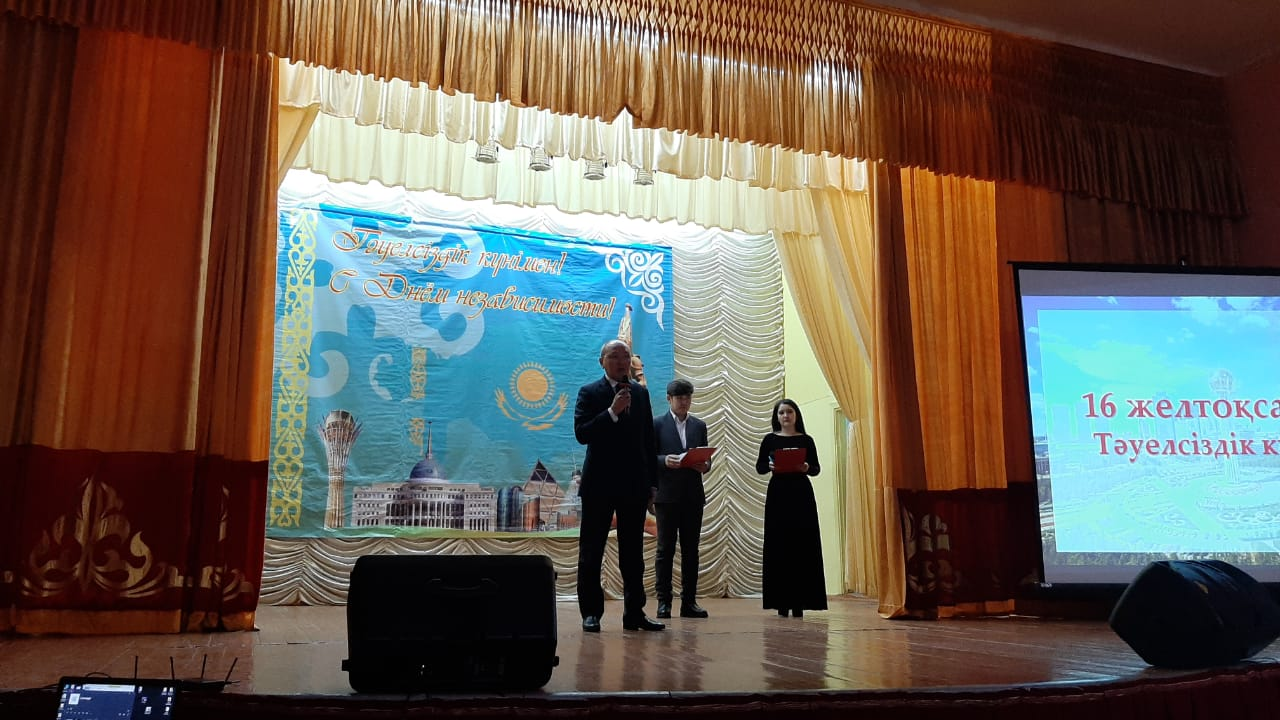 Тәуелсіздік күнімен!
С Днём независимости!
16 желтоқса
Тәуелсіздік к